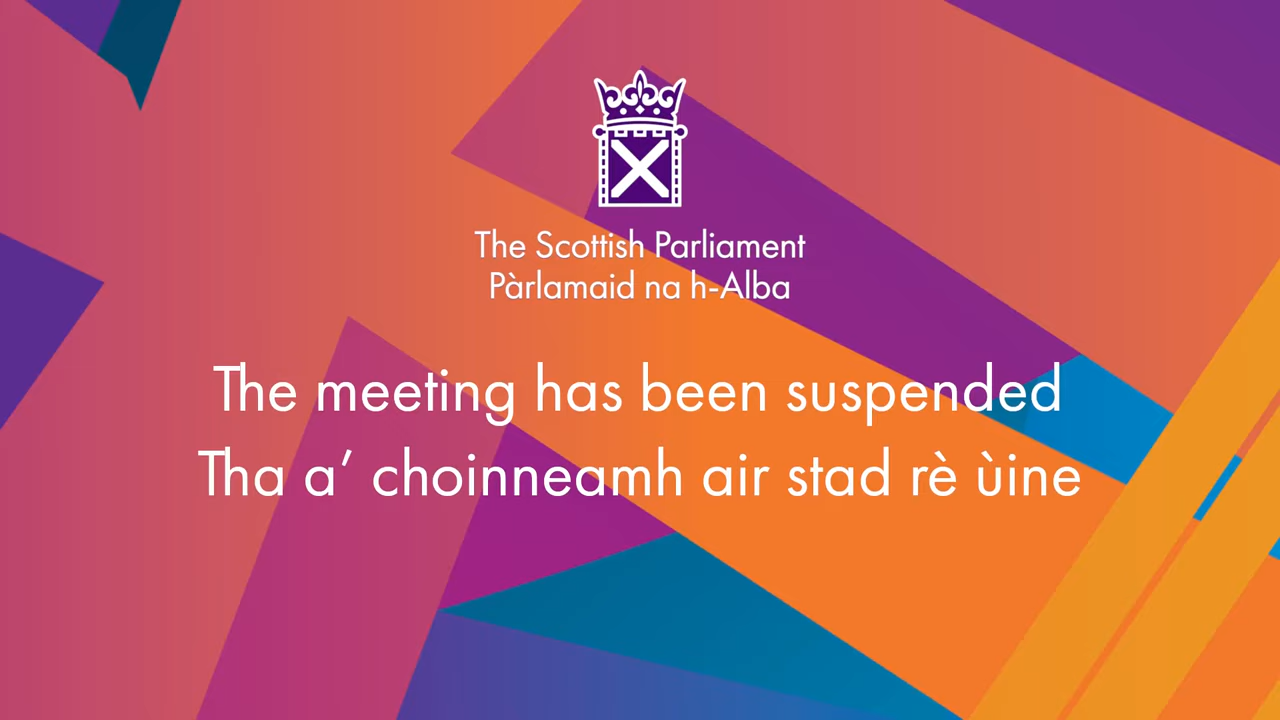 The Scottish Parliament
Pàrlamaid na h-Alba
The meeting has been suspended
Tha a’ choinneamh air stad rè ùine